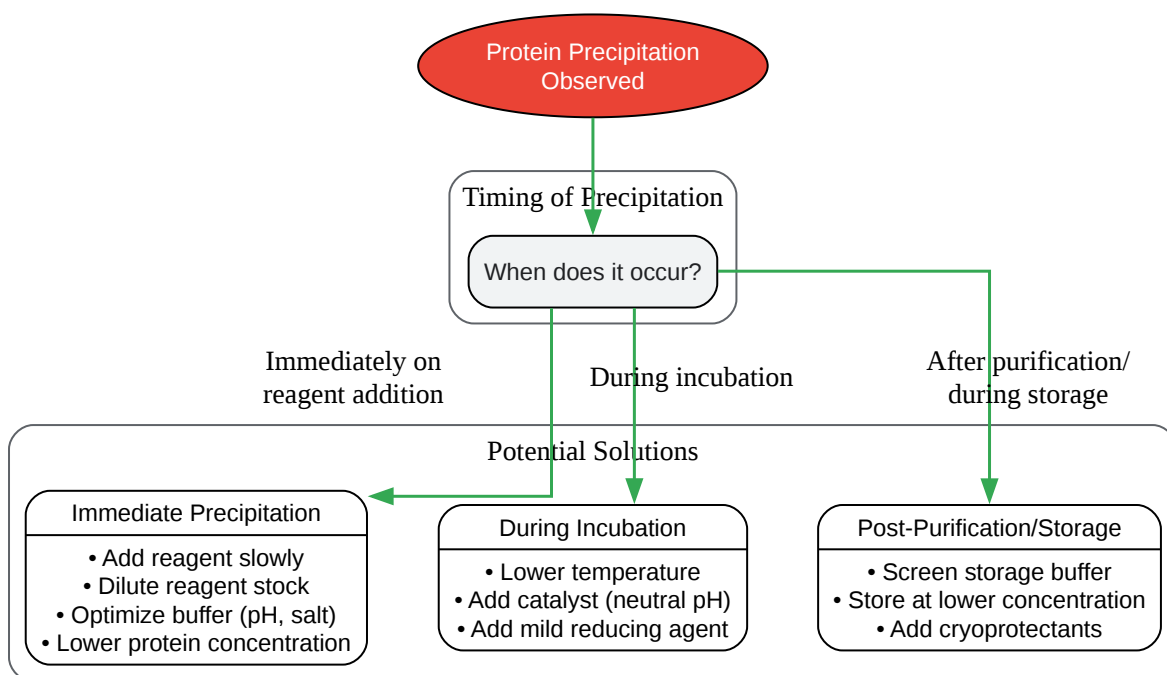 Protein Precipitation
Observed
Timing of Precipitation
When does it occur?
Immediately on
reagent addition
During incubation
After purification/
during storage
Potential Solutions
Immediate Precipitation
• Add reagent slowly
• Dilute reagent stock
• Optimize buffer (pH, salt)
• Lower protein concentration
During Incubation
• Lower temperature
• Add catalyst (neutral pH)
• Add mild reducing agent
Post-Purification/Storage
• Screen storage buffer
• Store at lower concentration
• Add cryoprotectants